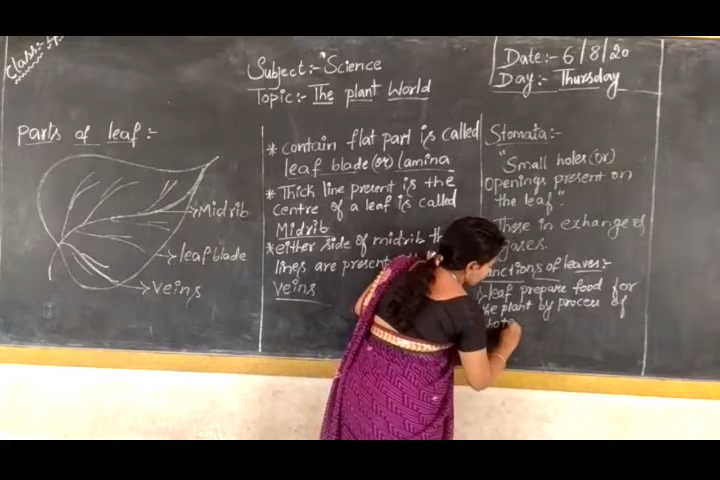 Class:- 4
Subject:- Science
Topic:- The plant World
Date:- 6/8/20
Day:- Thursday
Parts of leaf:-
Midrib
leaf blade
Veins
* contain flat part is called
leaf blade (or) lamina
* Thick line present is the
centre of a leaf is called
Midrib
* either side of midrib
lines are present
Veins
Stomata:-
"Small holes (or)
Openings present on
the leaf".
in exchange of
gases.
of leaves:-
leaf prepare food for
the plant by process of